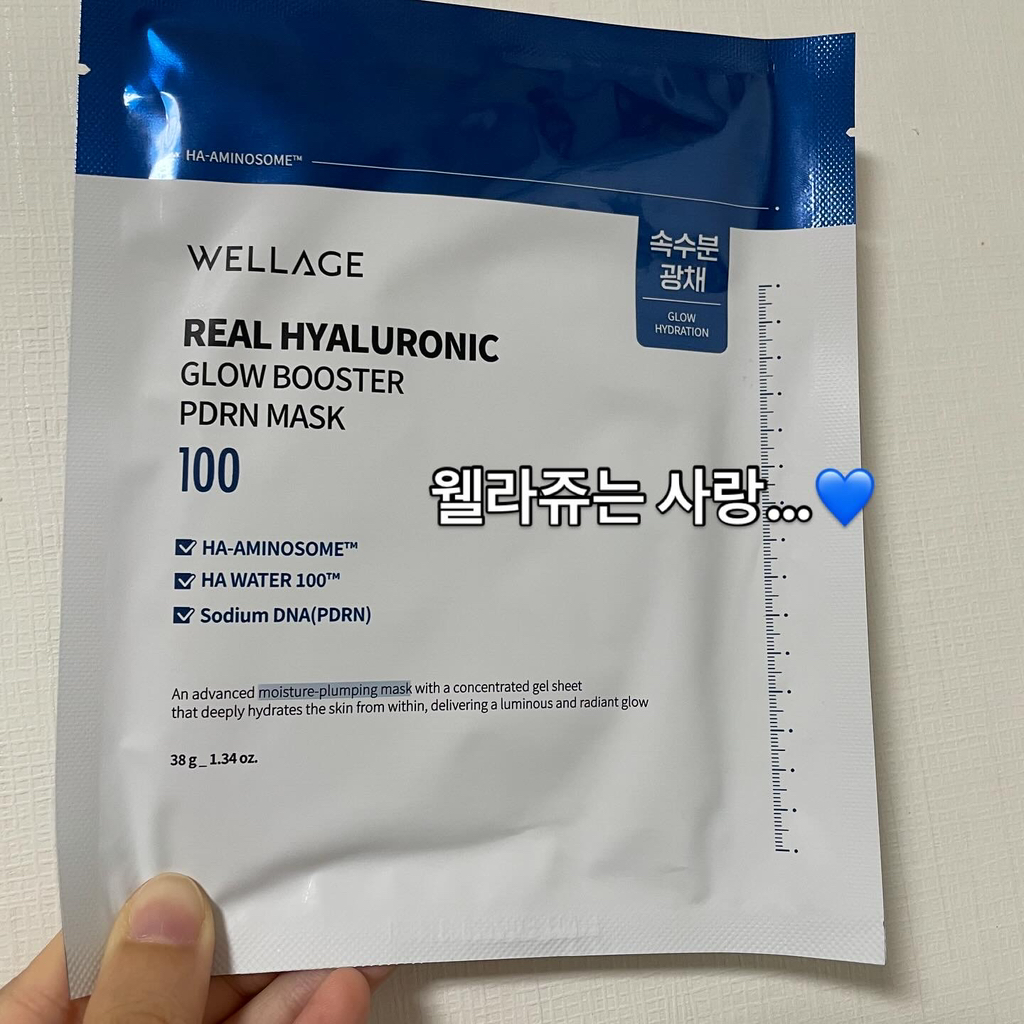 HA-AMINOSOME™
WELLAGE
속수분
광채
GLOW
HYDRATION
REAL HYALURONIC
GLOW BOOSTER
PDRN MASK
100
웰라쥬는 사랑...💙
HA-AMINOSOME™
HA WATER 100™
Sodium DNA(PDRN)
An advanced moisture-plumping mask with a concentrated gel sheet
that deeply hydrates the skin from within, delivering a luminous and radiant glow
38 g _ 1.34 oz.